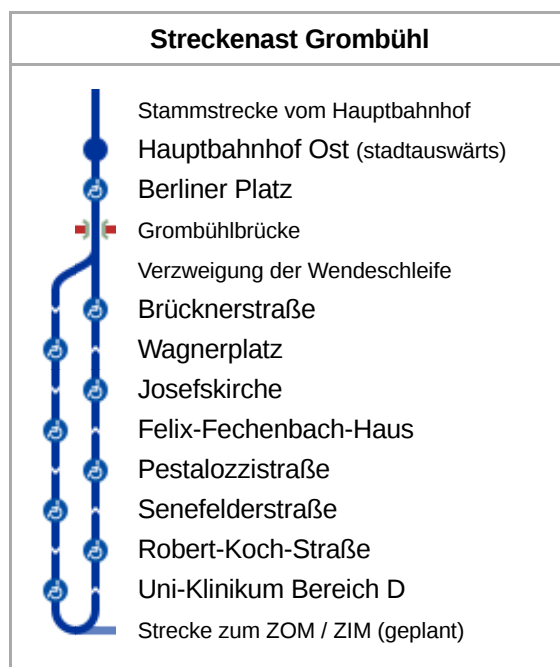 Streckenast Grombühl
Stammstrecke vom Hauptbahnhof
Hauptbahnhof Ost (stadtauswärts)
Berliner Platz
Grombühlbrücke
Verzweigung der Wendeschleife
Brücknerstraße
Wagnerplatz
Josefskirche
Felix-Fechenbach-Haus
Pestalozzistraße
Senefelderstraße
Robert-Koch-Straße
Uni-Klinikum Bereich D
Strecke zum ZOM / ZIM (geplant)